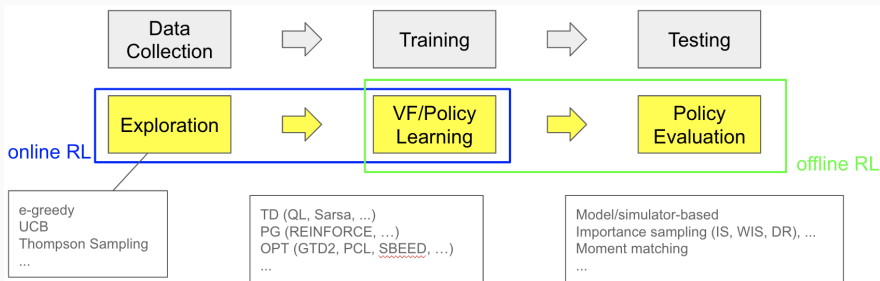 Data
Collection
Training
Testing
Exploration
VF/Policy
Learning
Policy
Evaluation
online RL
offline RL
e-greedy
UCB
Thompson Sampling
...
TD (QL, Sarsa, ...)
PG (REINFORCE, ...)
OPT (GTD2, PCL, SBEED, ...)
...
Model/simulator-based
Importance sampling (IS, WIS, DR), ...
Moment matching
...